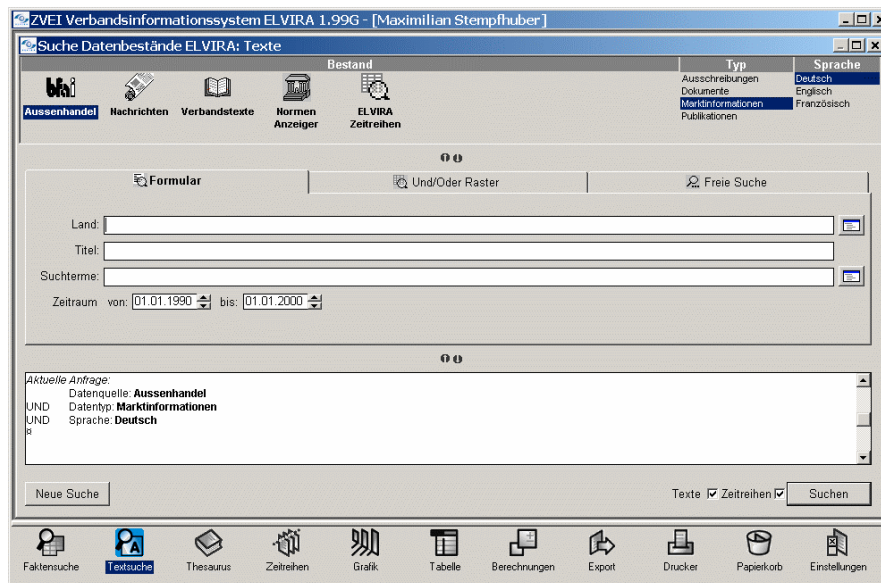 ZVEI Verbandsinformationssystem ELVIRA 1.99G - [Maximilian Stempfhuber]
Suche Datenbestände ELVIRA: Texte
Bestand
Typ
Sprache
bfai
Aussenhandel
Nachrichten
Verbandstexte
Normen
Anzeiger
ELVIRA
Zeitreihen
Ausschreibungen
Dokumente
Marktinformationen
Publikationen
Deutsch
Englisch
Französisch
Formular
Und/Oder Raster
Freie Suche
Land:
Titel:
Suchterme:
Zeitraum von: 01.01.1990 bis: 01.01.2000
Aktuelle Anfrage:
Datenquelle: Aussenhandel
UND Datentyp: Marktinformationen
UND Sprache: Deutsch
¤
Neue Suche
Texte Zeitreihen Suchen
Faktensuche
Textsuche
Thesaurus
Zeitreihen
Grafik
Tabelle
Berechnungen
Export
Drucker
Papierkorb
Einstellungen